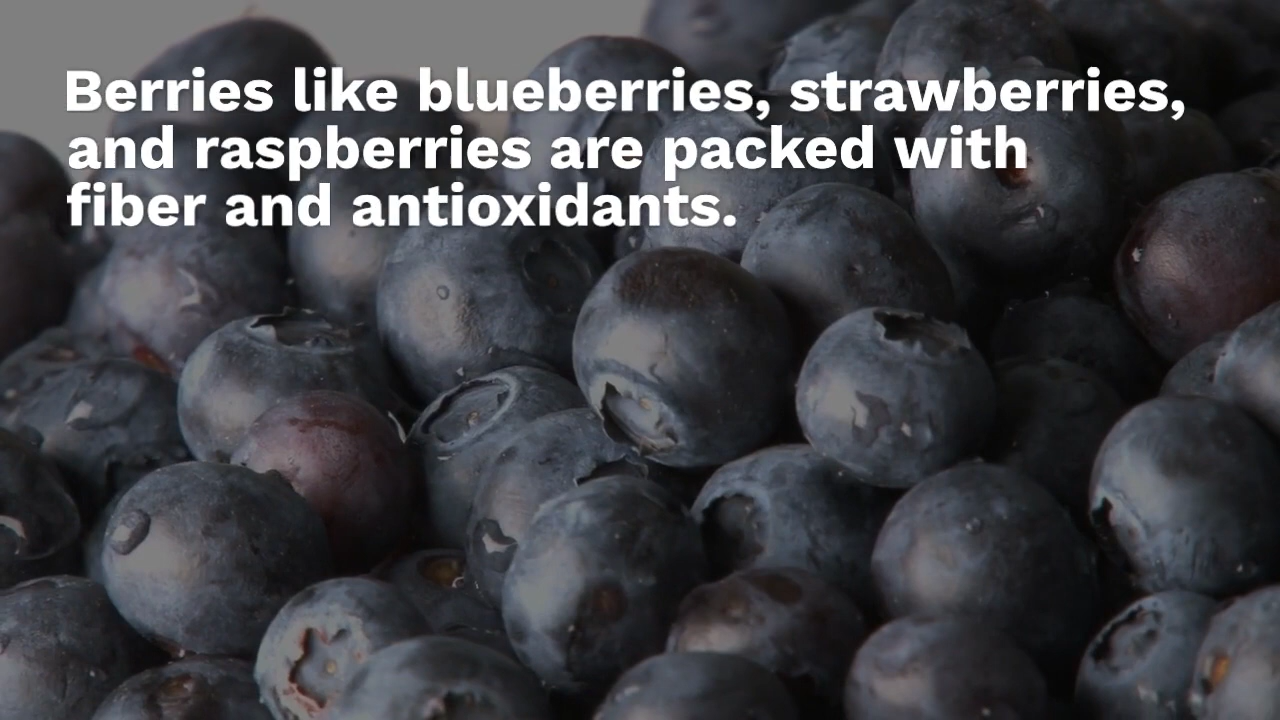 Berries like blueberries, strawberries,
and raspberries are packed with
fiber and antioxidants.